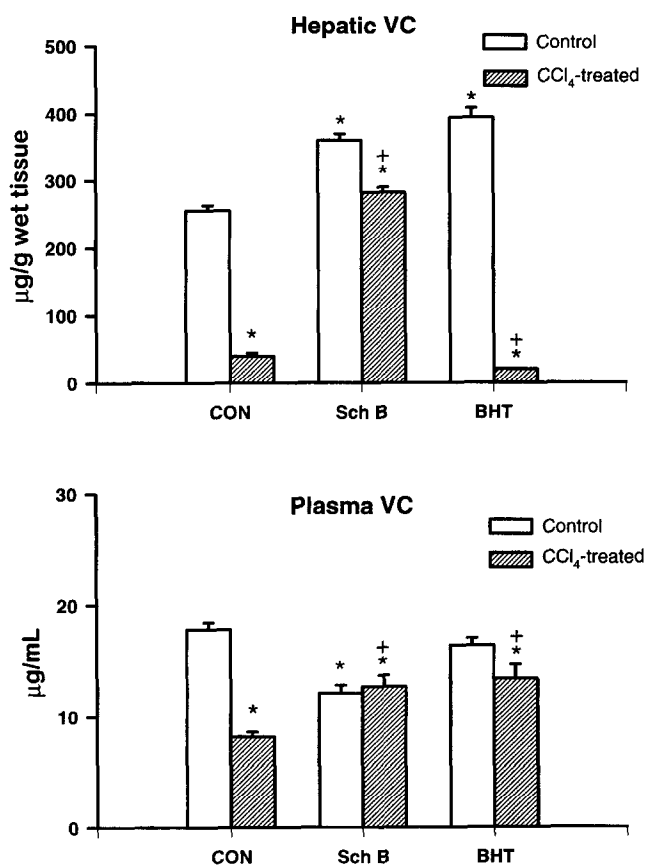 Hepatic VC
Control
CCl₄-treated
µg/g wet tissue
500
400
300
200
100
0
*
*
+
*
*
+
*
CON
Sch B
BHT
Plasma VC
Control
CCl₄-treated
µg/mL
30
20
10
0
*
*
+
*
+
*
CON
Sch B
BHT